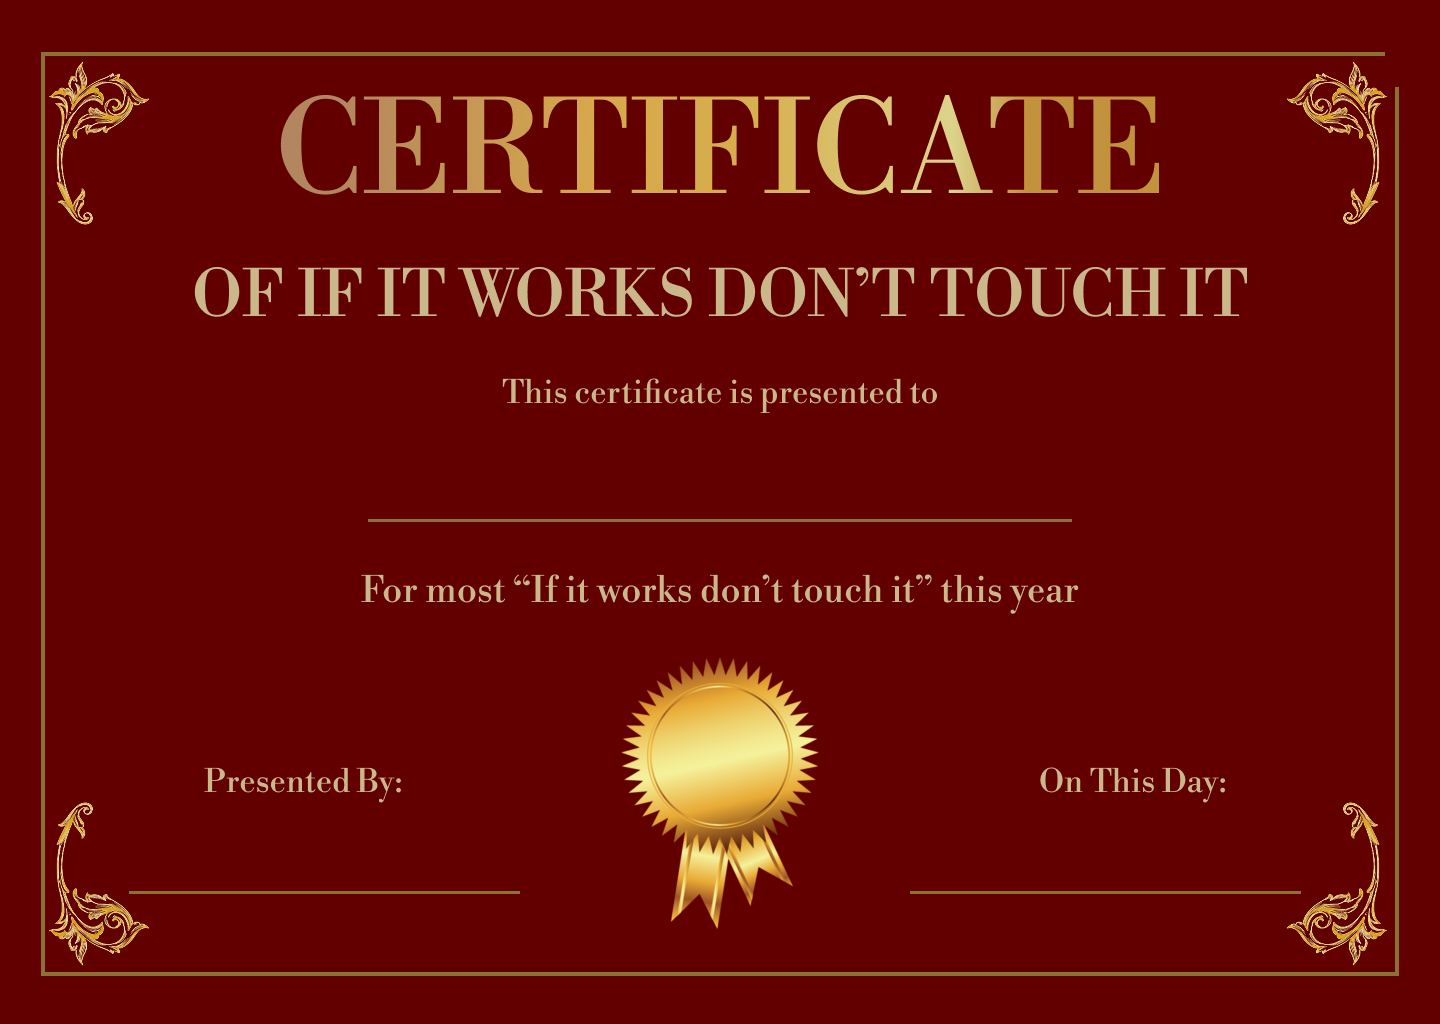 CERTIFICATE
OF IF IT WORKS DON’T TOUCH IT
This certificate is presented to
For most “If it works don’t touch it” this year
Presented By:
On This Day: